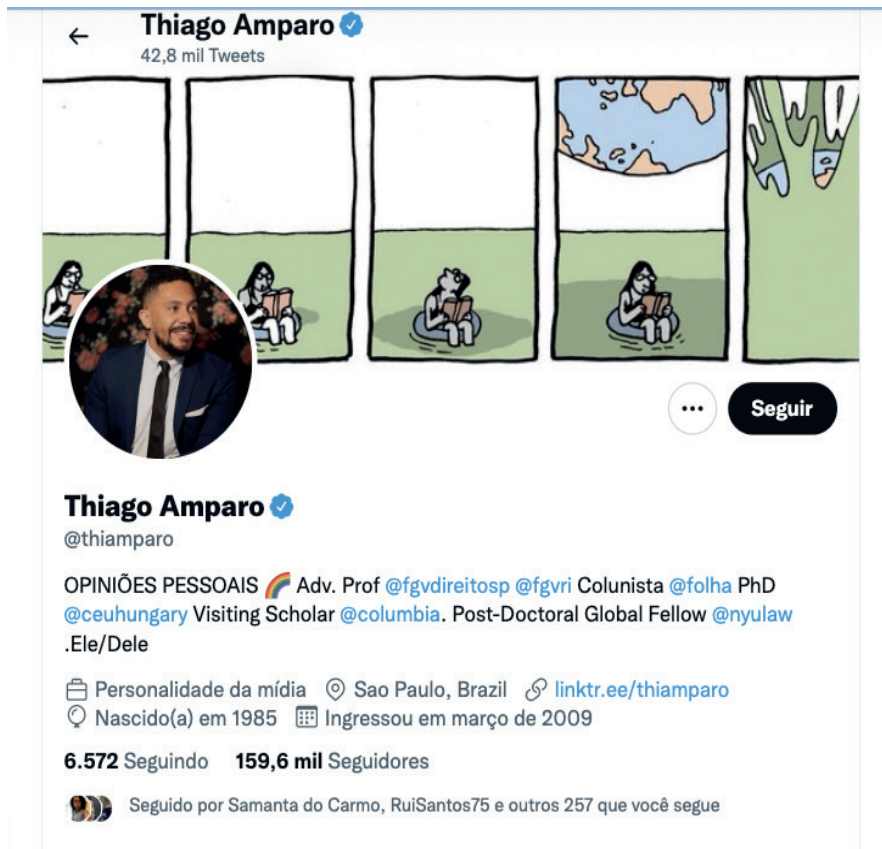 Thiago Amparo
42,8 mil Tweets
Seguir
Thiago Amparo
@thiamparo
OPINIÕES PESSOAIS 🌈 Adv. Prof @fgvdireitosp @fgvri Colunista @folha PhD
@ceuhungary Visiting Scholar @columbia. Post-Doctoral Global Fellow @nyulaw
.Ele/Dele
Personalidade da mídia Sao Paulo, Brazil linktr.ee/thiamparo
Nascido(a) em 1985 Ingressou em março de 2009
6.572 Seguindo 159,6 mil Seguidores
Seguido por Samanta do Carmo, RuiSantos75 e outros 257 que você segue